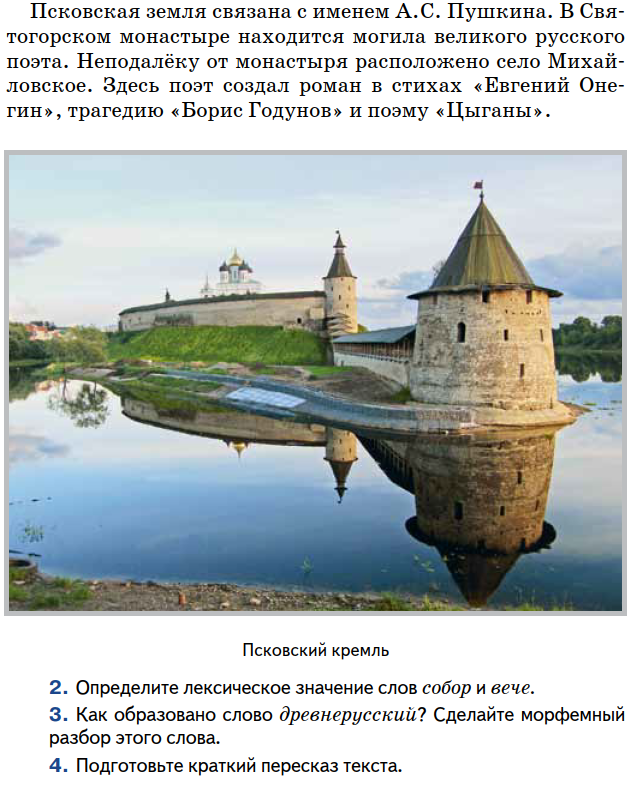 Псковская земля связана с именем А.С. Пушкина. В Свя-
тогорском монастыре находится могила великого русского
поэта. Неподалёку от монастыря расположено село Михай-
ловское. Здесь поэт создал роман в стихах «Евгений Оне-
гин», трагедию «Борис Годунов» и поэму «Цыганы».
Псковский кремль
2. Определите лексическое значение слов собор и вече.
3. Как образовано слово древнерусский? Сделайте морфемный
разбор этого слова.
4. Подготовьте краткий пересказ текста.